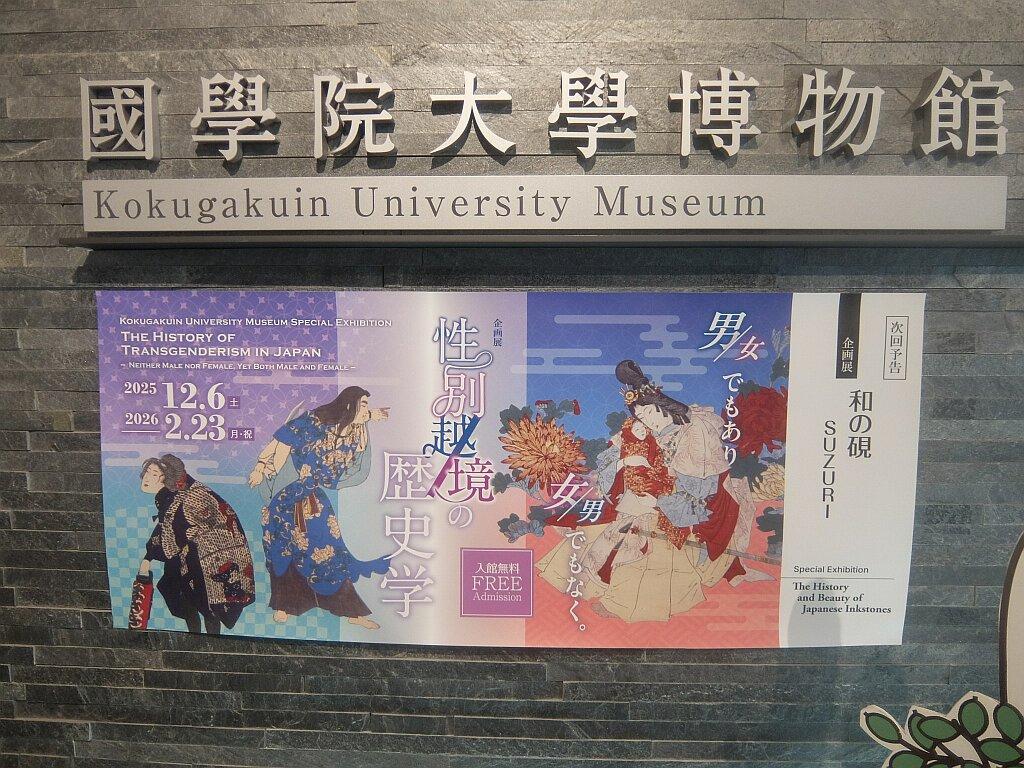 國學院大學博物館
Kokugakuin University Museum
KOKUGAKUIN UNIVERSITY MUSEUM SPECIAL EXHIBITION
THE HISTORY OF
TRANSGENDERISM IN JAPAN
– NEITHER MALE NOR FEMALE, YET BOTH MALE AND FEMALE –
2025 12.6 土
2026 2.23 月・祝
企画展
性別越境の
歴史学
入館無料
FREE
Admission
男/女でもあり
女/男でもなく。
次回予告
企画展
和の硯
SUZURI
Special Exhibition
The History
and Beauty of
Japanese Inkstones